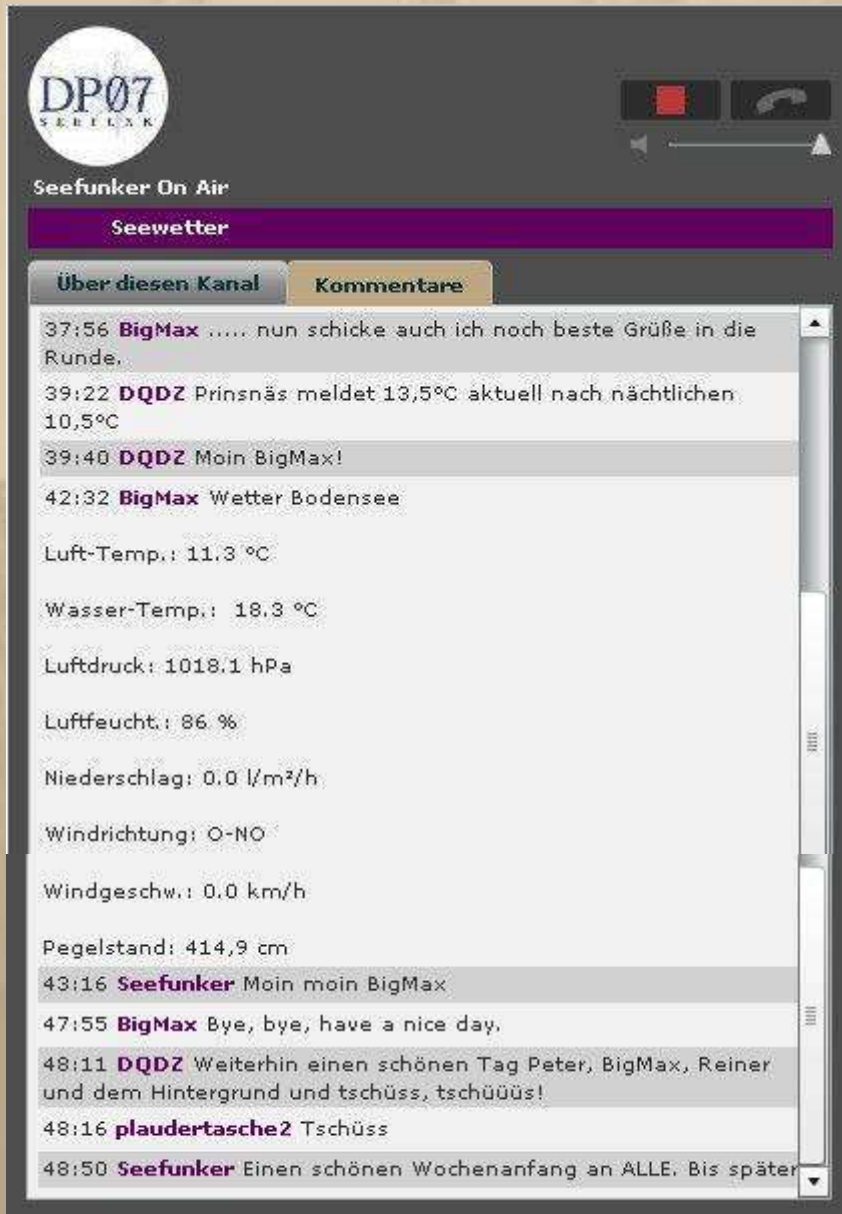 DP07
SEEFUNK
Seefunker On Air
Seewetter
Über diesen Kanal
Kommentare
37:56 BigMax ..... nun schicke auch ich noch beste Grüße in die
Runde.
39:22 DQDZ Prinsnäs meldet 13,5°C aktuell nach nächtlichen
10,5°C
39:40 DQDZ Moin BigMax!
42:32 BigMax Wetter Bodensee
Luft-Temp.: 11.3 °C
Wasser-Temp.: 18.3 °C
Luftdruck: 1018.1 hPa
Luftfeucht.: 86 %
Niederschlag: 0.0 l/m²/h
Windrichtung: O-NO
Windgeschw.: 0.0 km/h
Pegelstand: 414,9 cm
43:16 Seefunker Moin moin BigMax
47:55 BigMax Bye, bye, have a nice day.
48:11 DQDZ Weiterhin einen schönen Tag Peter, BigMax, Reiner
und dem Hintergrund und tschüss, tschüüüs!
48:16 plaudertasche2 Tschüss
48:50 Seefunker Einen schönen Wochenanfang an ALLE. Bis später